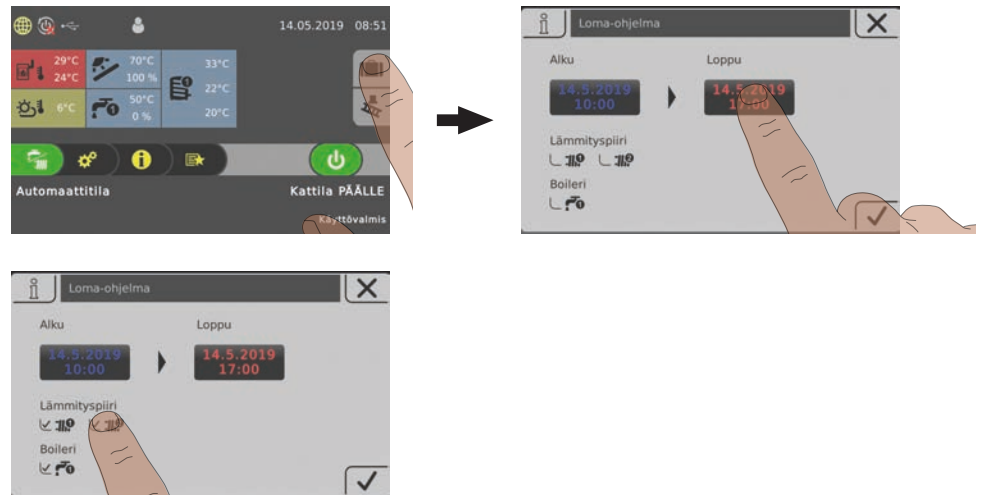 14.05.2019 08:51
29°C 70°C 33°C
24°C 100 % 22°C
6°C 50°C 20°C
0 %
Automaattitila Kattila PÄÄLLE
Käyttövalmis
Loma-ohjelma
Alku Loppu
14.5.2019 14.5.2019
10:00 17:00
Lämmityspiiri
Boileri
Loma-ohjelma
Alku Loppu
14.5.2019 14.5.2019
10:00 17:00
Lämmityspiiri
Boileri